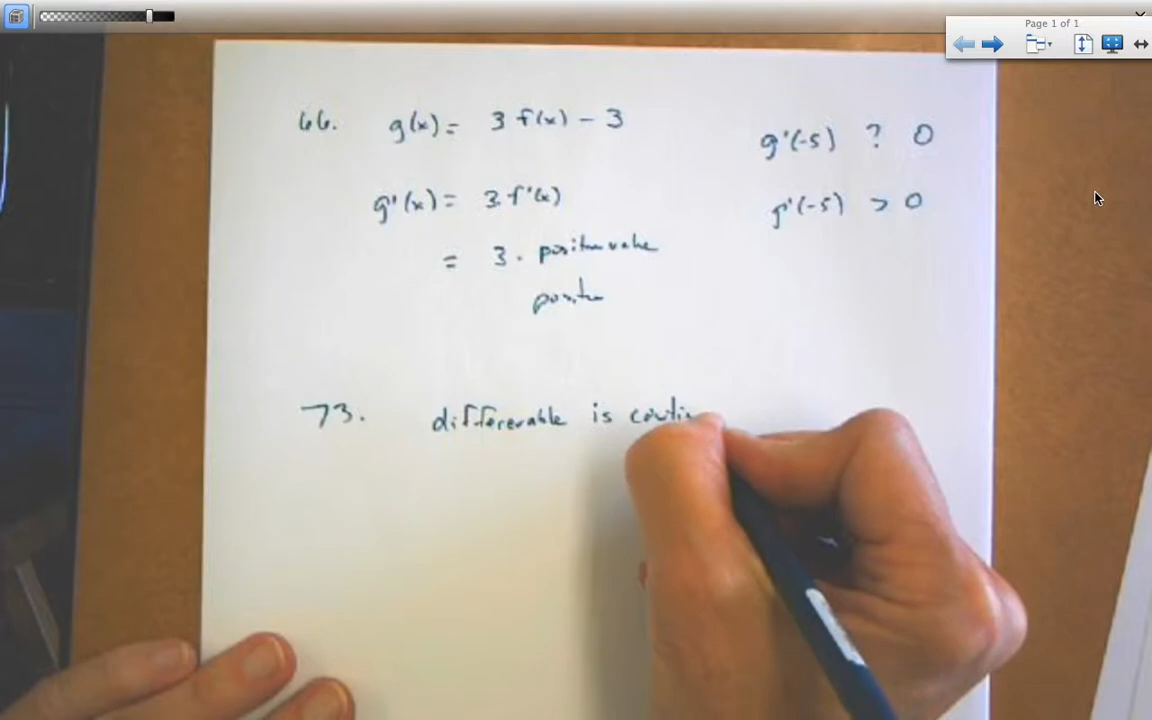 Page 1 of 1
66. g(x) = 3 f(x) - 3
g'(-5) ? 0
g'(x) = 3 f'(x)
g'(-5) > 0
= 3 . positive value
positive
73. differerable is contin